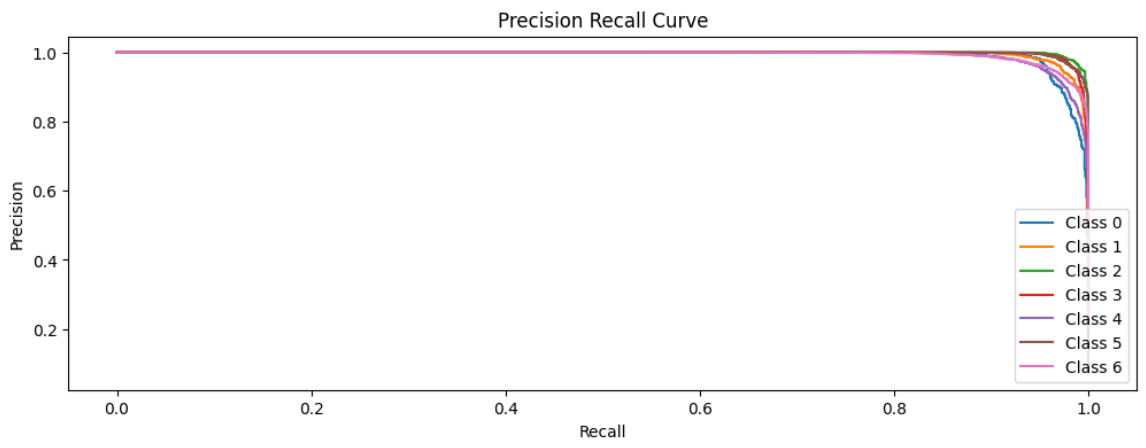 Precision Recall Curve
1.0
0.8
0.6
0.4
0.2
Precision
Class 0
Class 1
Class 2
Class 3
Class 4
Class 5
Class 6
0.0 0.2 0.4 0.6 0.8 1.0
Recall